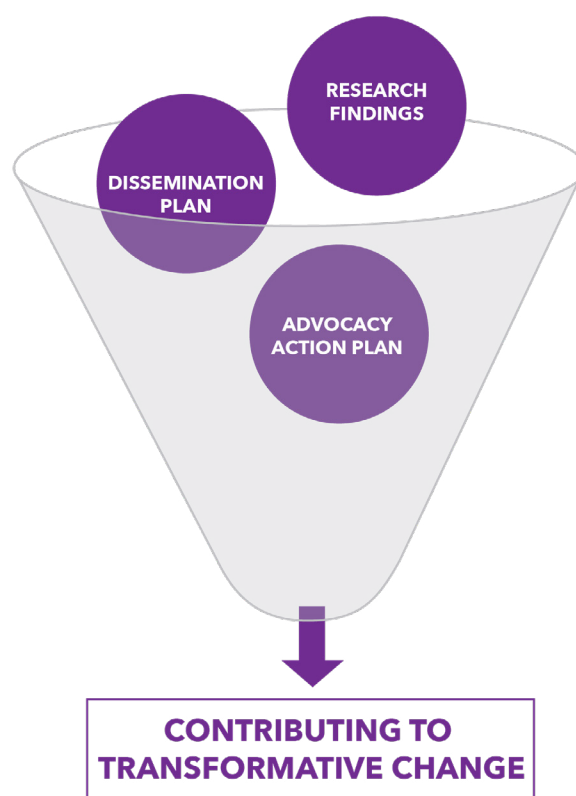 RESEARCH
FINDINGS
DISSEMINATION
PLAN
ADVOCACY
ACTION PLAN
CONTRIBUTING TO
TRANSFORMATIVE CHANGE